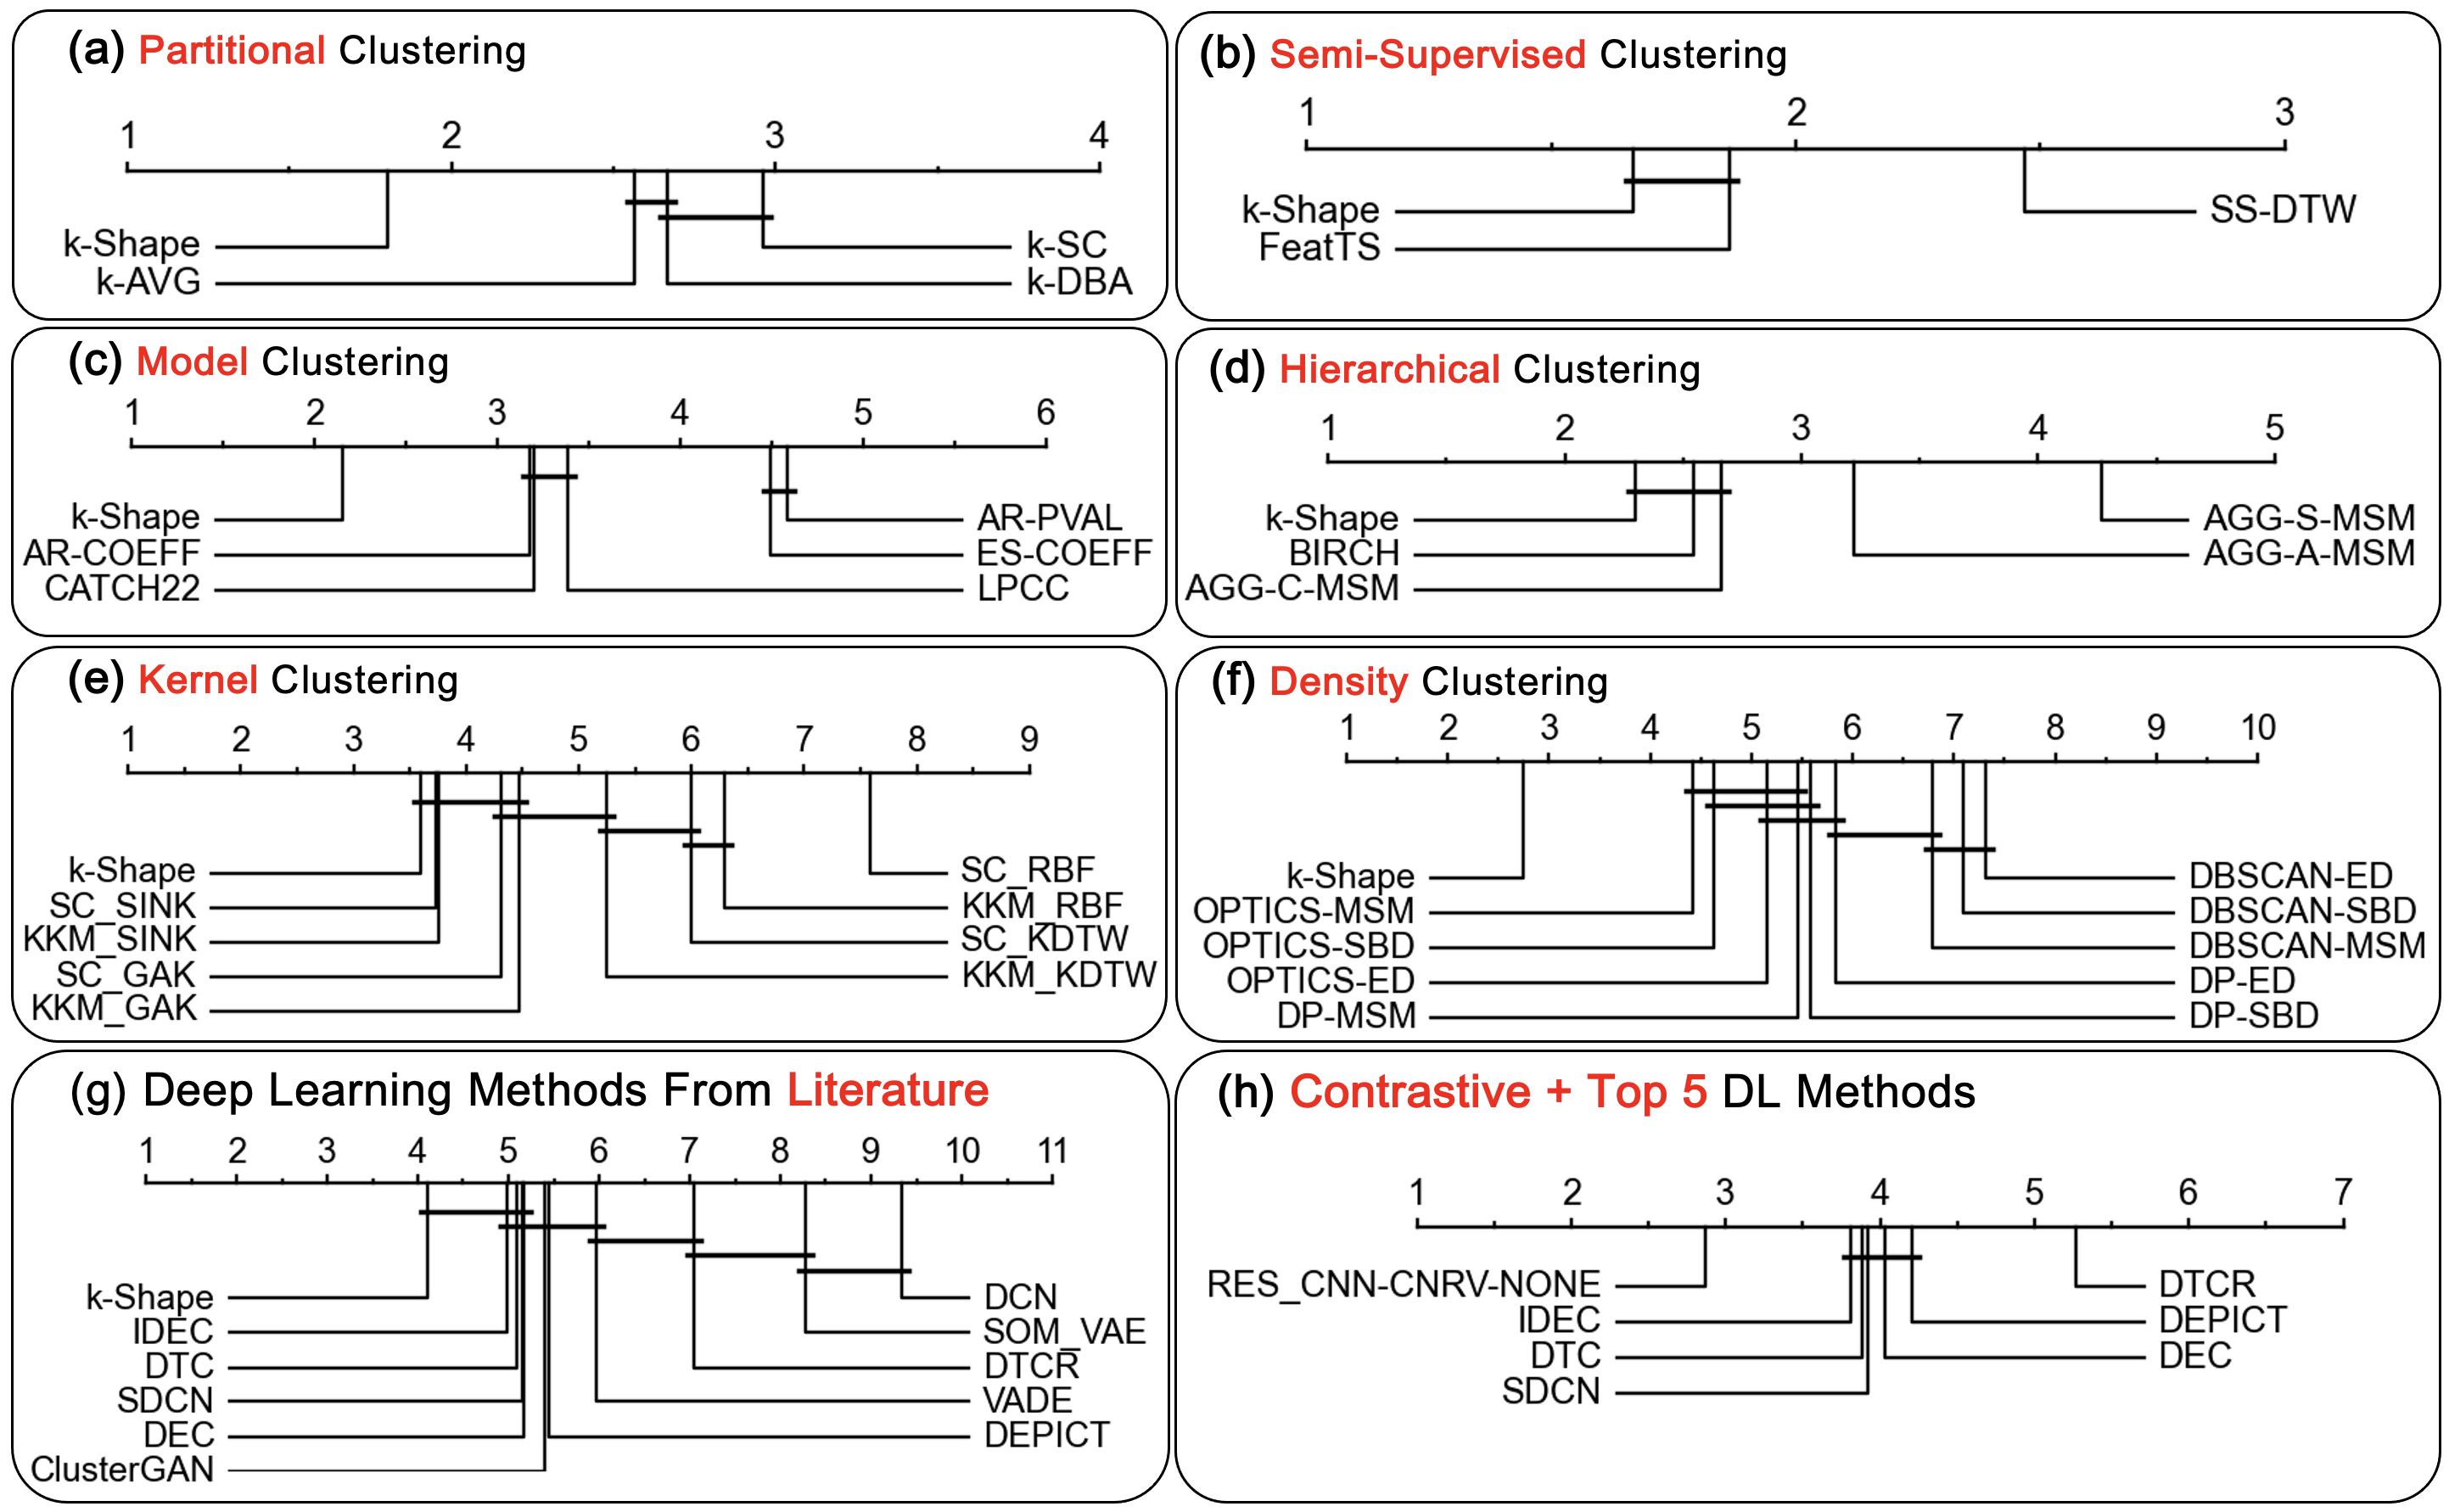 (a) Partitional Clustering
1 2 3 4
k-Shape
k-AVG
k-SC
k-DBA
(b) Semi-Supervised Clustering
1 2 3
k-Shape
FeatTS
SS-DTW
(c) Model Clustering
1 2 3 4 5 6
k-Shape
AR-COEFF
CATCH22
AR-PVAL
ES-COEFF
LPCC
(d) Hierarchical Clustering
1 2 3 4 5
k-Shape
BIRCH
AGG-C-MSM
AGG-S-MSM
AGG-A-MSM
(e) Kernel Clustering
1 2 3 4 5 6 7 8 9
k-Shape
SC_SINK
KKM_SINK
SC_GAK
KKM_GAK
SC_RBF
KKM_RBF
SC_KDTW
KKM_KDTW
(f) Density Clustering
1 2 3 4 5 6 7 8 9 10
k-Shape
OPTICS-MSM
OPTICS-SBD
OPTICS-ED
DP-MSM
DBSCAN-ED
DBSCAN-SBD
DBSCAN-MSM
DP-ED
DP-SBD
(g) Deep Learning Methods From Literature
1 2 3 4 5 6 7 8 9 10 11
k-Shape
IDEC
DTC
SDCN
DEC
ClusterGAN
DCN
SOM_VAE
DTCR
VADE
DEPICT
(h) Contrastive + Top 5 DL Methods
1 2 3 4 5 6 7
RES_CNN-CNRV-NONE
IDEC
DTC
SDCN
DTCR
DEPICT
DEC